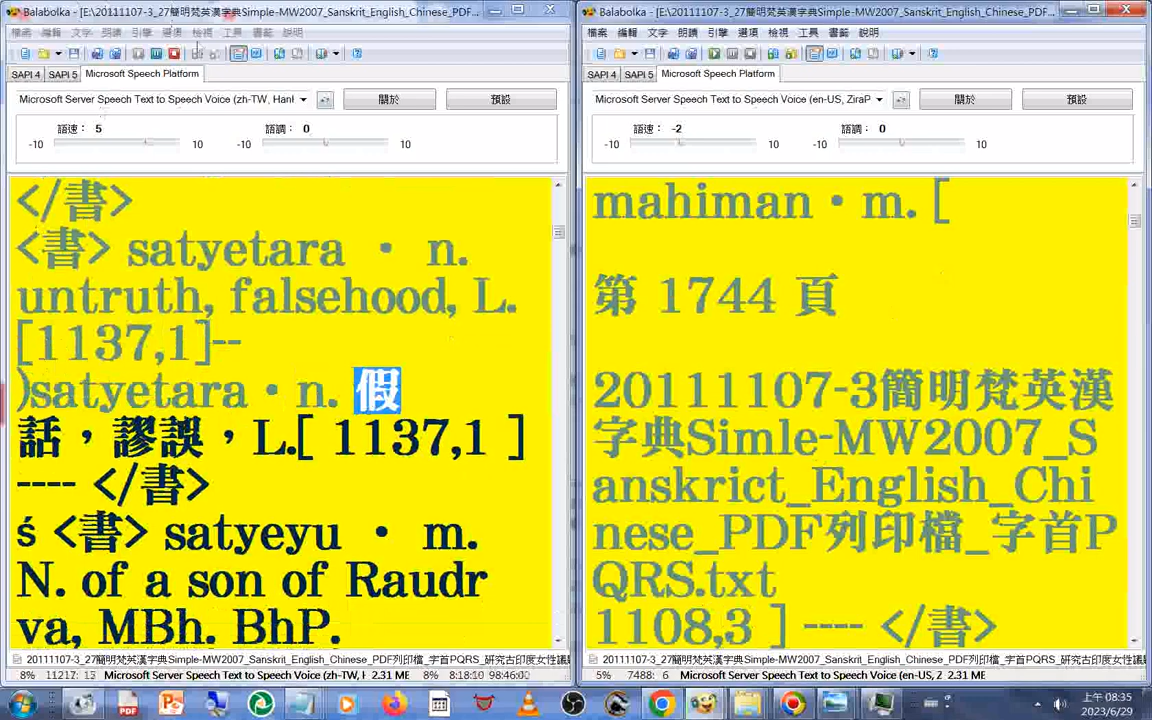 Balabolka - [E:\20111107-3_27簡明梵英漢字典Simple-MW2007_Sanskrit_English_Chinese_PDF...
檔案 編輯 文字 朗讀 引擎 選項 檢視 工具 書籤 說明
SAPI 4 SAPI 5 Microsoft Speech Platform
Microsoft Server Speech Text to Speech Voice (zh-TW, Hanl
關於
預設
語速： 5
語調： 0
-10 10 -10 10
</書>
<書> satyetara • n.
untruth, falsehood, L.
[1137,1]--
)satyetara • n. 假
話，謬誤，L.[ 1137,1 ]
---- </書>
ś <書> satyeyu • m.
N. of a son of Raudr
va, MBh. BhP.
20111107-3_27簡明梵英漢字典Simple-MW2007_Sanskrit_English_Chinese_PDF列印檔_字首PQRS_研究古印度女性議
8% 11217: 13 Microsoft Server Speech Text to Speech Voice (zh-TW, H 2.31 ME 8% 8:18:10 98:46:00
Balabolka - [E:\20111107-3_27簡明梵英漢字典Simple-MW2007_Sanskrit_English_Chinese_PDF...
檔案 編輯 文字 朗讀 引擎 選項 檢視 工具 書籤 說明
SAPI 4 SAPI 5 Microsoft Speech Platform
Microsoft Server Speech Text to Speech Voice (en-US, ZiraP
關於
預設
語速： -2
語調： 0
-10 10 -10 10
mahiman • m. [
第 1744 頁
20111107-3簡明梵英漢
字典Simle-MW2007_S
anskrict_English_Chi
nese_PDF列印檔_字首P
QRS.txt
1108,3 ] ---- </書>
20111107-3_27簡明梵英漢字典Simple-MW2007_Sanskrit_English_Chinese_PDF列印檔_字首PQRS_研究古印度女性議
5% 7488: 6 Microsoft Server Speech Text to Speech Voice (en-US, Z 2.31 ME
上午 08:35
2023/6/29